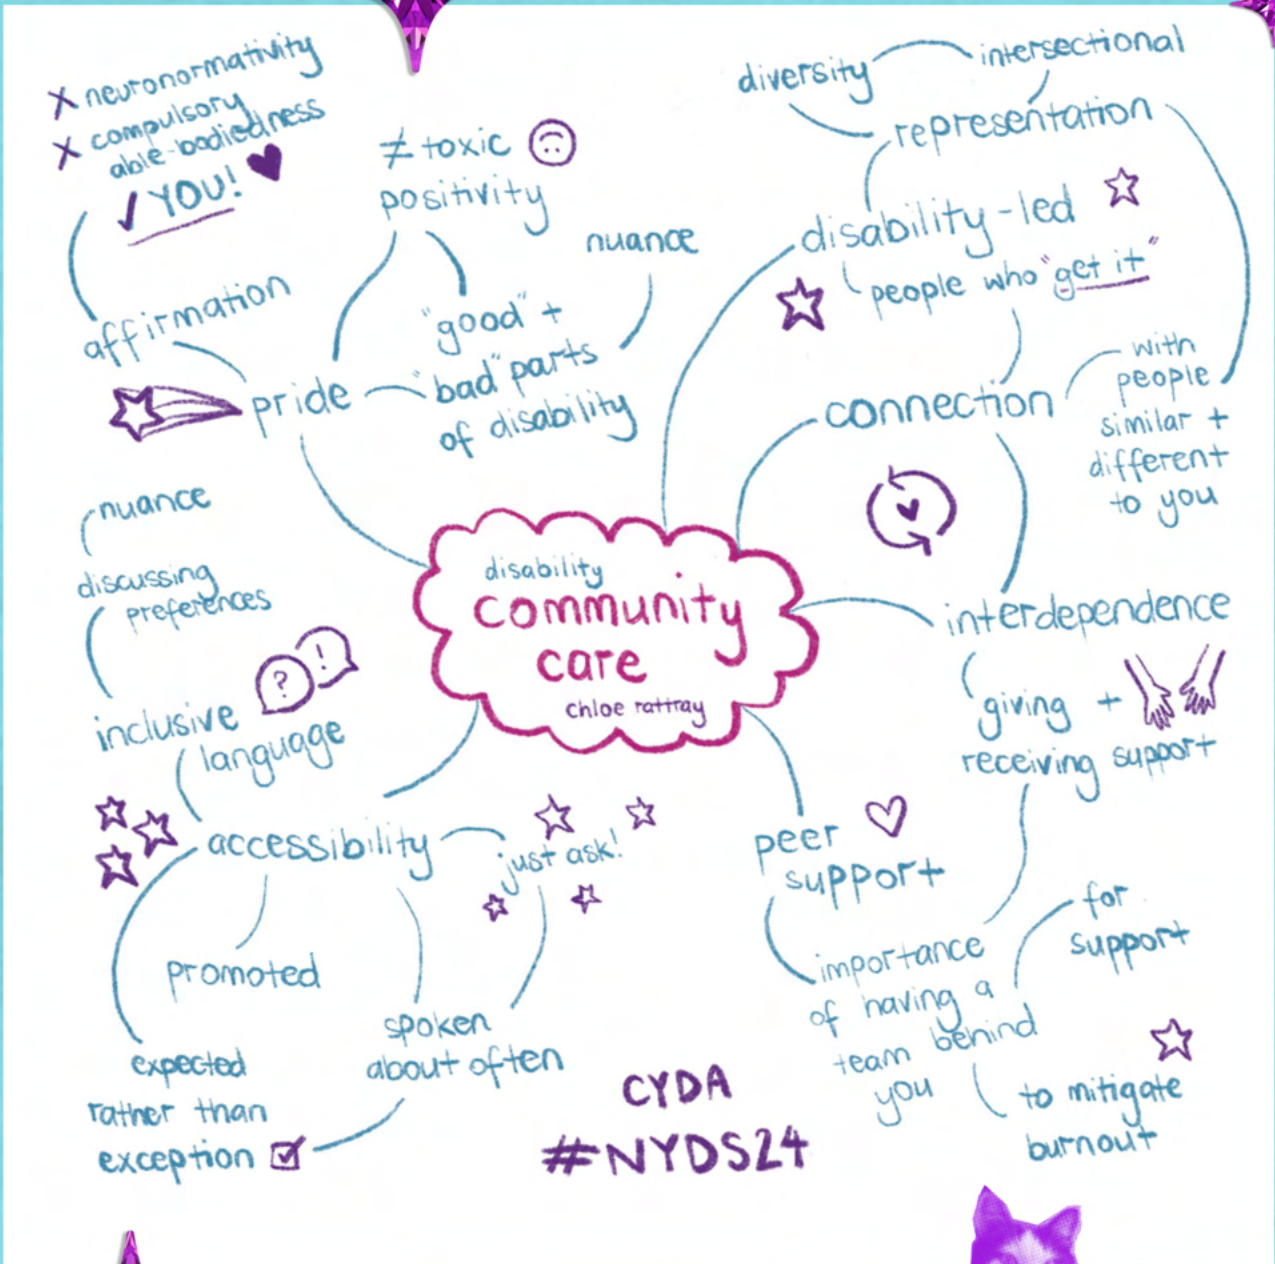 x neuronormativity
x compulsory
able-bodiedness
✓ YOU!
affirmation
≠ toxic
positivity
nuance
"good" +
"bad" parts
of disability
pride
diversity
intersectional
representation
disability-led
people who "get it"
connection
with
people
similar +
different
to you
nuance
discussing
preferences
? !
inclusive
language
disability
community
care
chloe rattray
interdependence
giving +
receiving support
accessibility
just ask!
promoted
spoken
about often
expected
rather than
exception
peer
support
importance
of having a
team behind
you
for
support
to mitigate
burnout
CYDA
#NYDS24